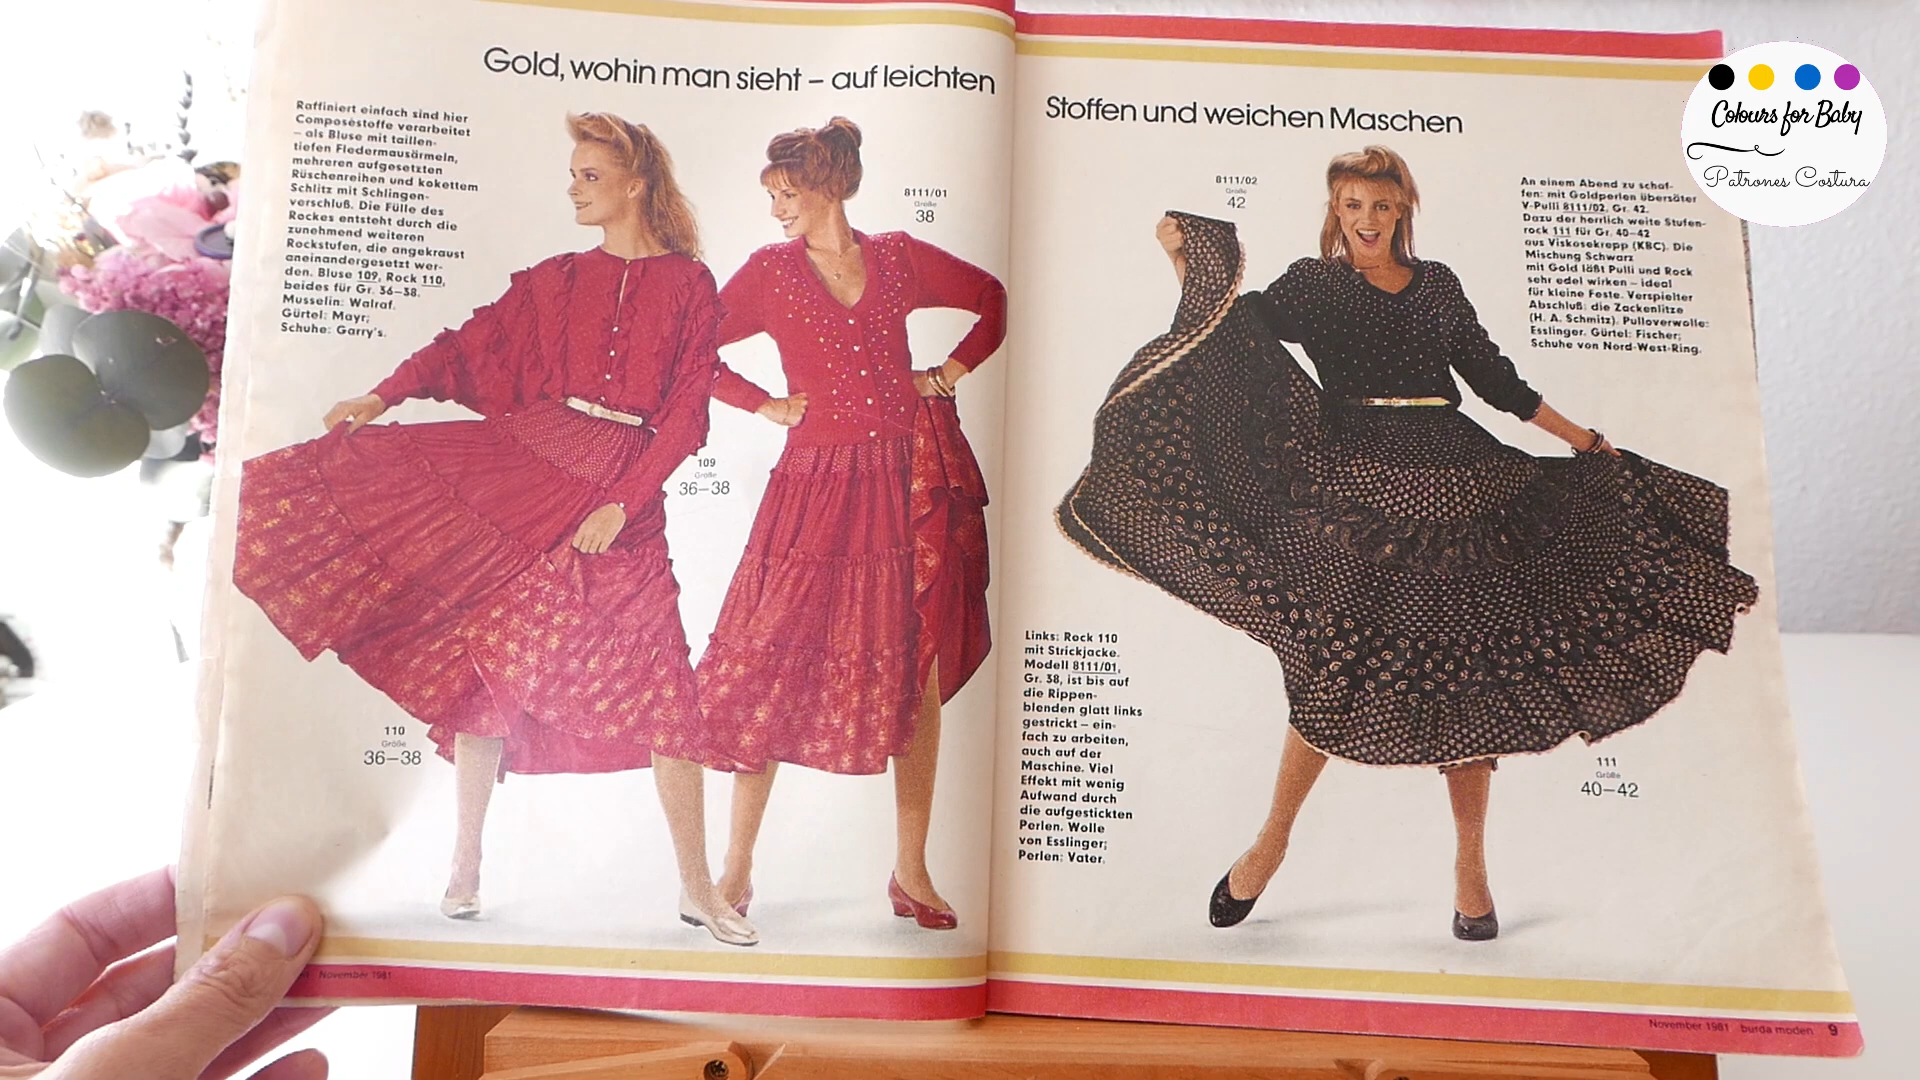 Gold, wohin man sieht – auf leichten
Raffiniert einfach sind hier
Composéstoffe verarbeitet
– als Bluse mit taillen-
tiefen Fledermausärmeln,
mehreren aufgesetzten
Rüschenreihen und kokettem
Schlitz mit Schlingen-
verschluß. Die Fülle des
Rockes entsteht durch die
zunehmend weiteren
Rockstufen, die angekraust
aneinandergesetzt wer-
den. Bluse 109, Rock 110,
beides für Gr. 36–38.
Musselin: Walraf.
Gürtel: Mayr;
Schuhe: Garry's.
8111/01
Größe
38
109
Größe
36–38
110
Größe
36–38
November 1981
Stoffen und weichen Maschen
8111/02
Größe
42
An einem Abend zu schaf-
fen: mit Goldperlen übersäter
V-Pulli 8111/02, Gr. 42.
Dazu der herrlich weite Stufen-
rock 111 für Gr. 40–42
aus Viskosekrepp (KBC). Die
Mischung Schwarz
mit Gold läßt Pulli und Rock
sehr edel wirken – ideal
für kleine Feste. Verspielter
Abschluß: die Zackenlitze
(H. A. Schmitz). Pulloverwolle:
Esslinger. Gürtel: Fischer;
Schuhe von Nord-West-Ring.
Links: Rock 110
mit Strickjacke.
Modell 8111/01,
Gr. 38, ist bis auf
die Rippen-
blenden glatt links
gestrickt – ein-
fach zu arbeiten,
auch auf der
Maschine. Viel
Effekt mit wenig
Aufwand durch
die aufgestickten
Perlen. Wolle
von Esslinger;
Perlen: Vater.
111
Größe
40–42
November 1981 burda moden 9
Colours for Baby
Patrones Costura